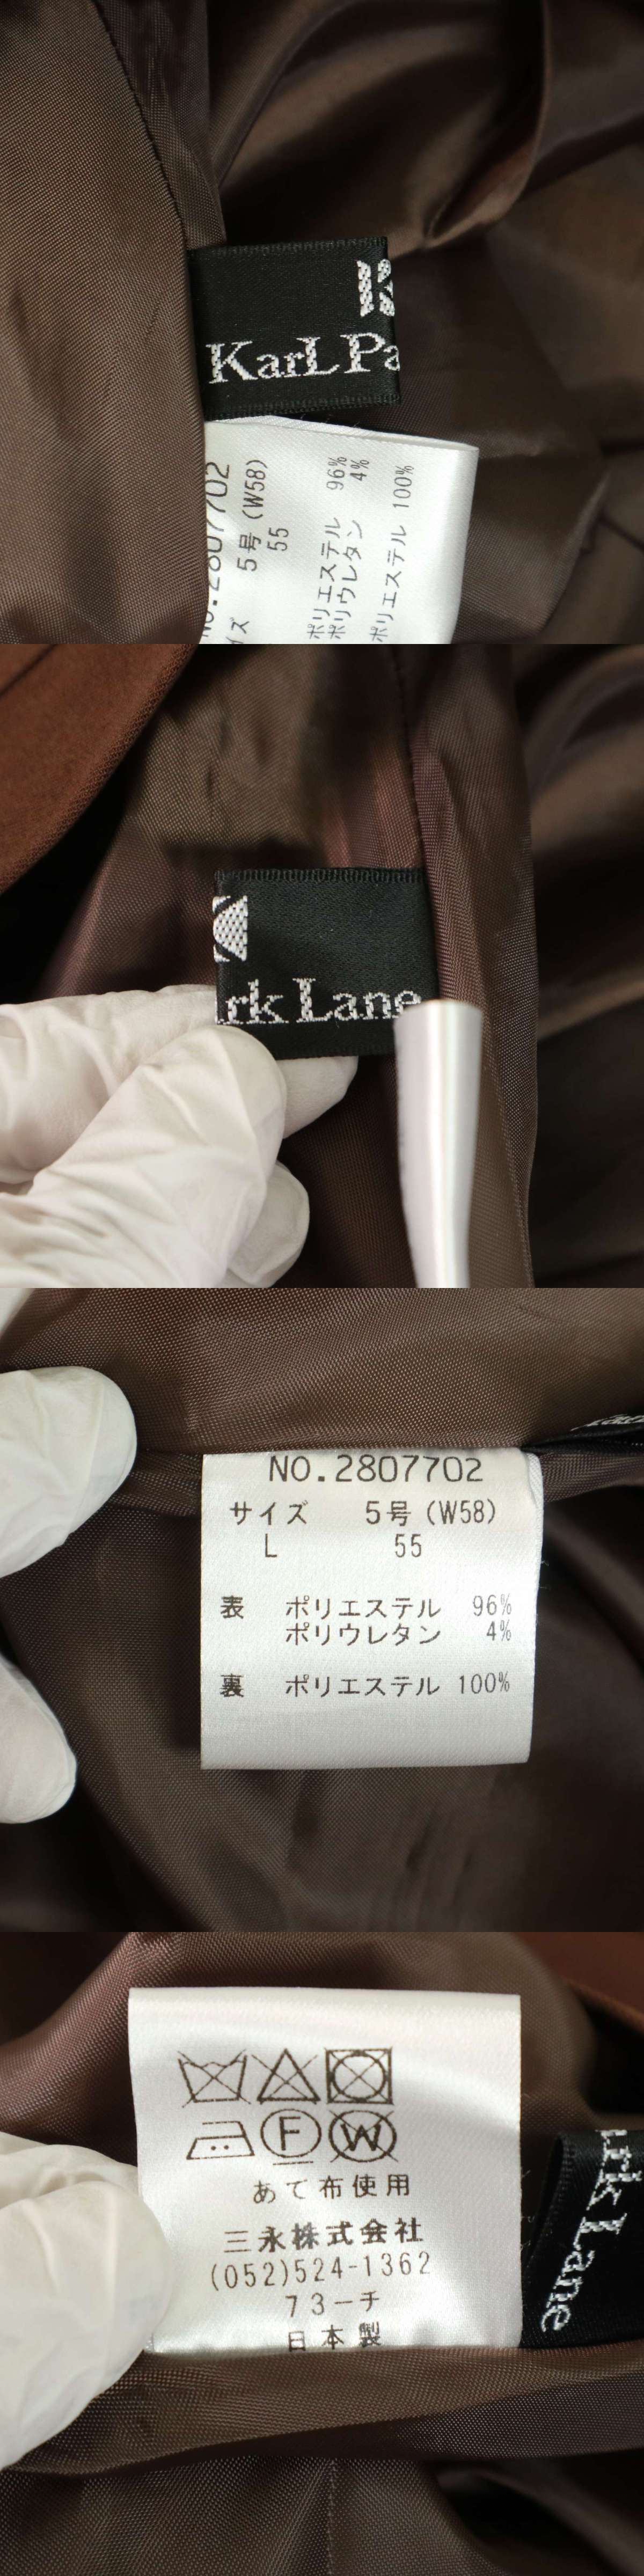 K
KarL Pa
NO.2807702
イズ 5号(W58)
55
ポリエステル 96%
ポリウレタン 4%
ポリエステル 100%
rk Lane
NO.2807702
サイズ 5号(W58)
L 55
表 ポリエステル 96%
ポリウレタン 4%
裏 ポリエステル 100%
F W
あて布使用
三永株式会社
(052)524-1362
73-チ
日本製
ark Lane